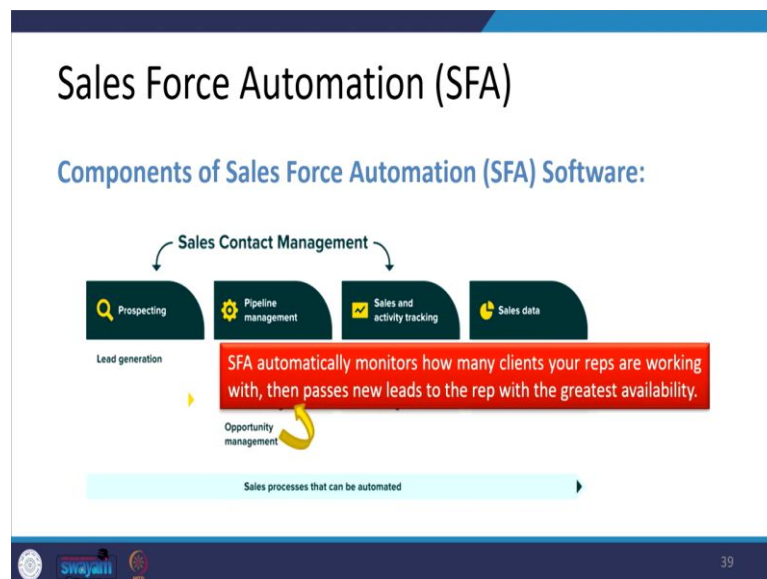 Sales Force Automation (SFA)
Components of Sales Force Automation (SFA) Software:
Sales Contact Management
Prospecting
Pipeline
management
Sales and
activity tracking
Sales data
Lead generation
SFA automatically monitors how many clients your reps are working
with, then passes new leads to the rep with the greatest availability.
Opportunity
management
Sales processes that can be automated
swayam
39